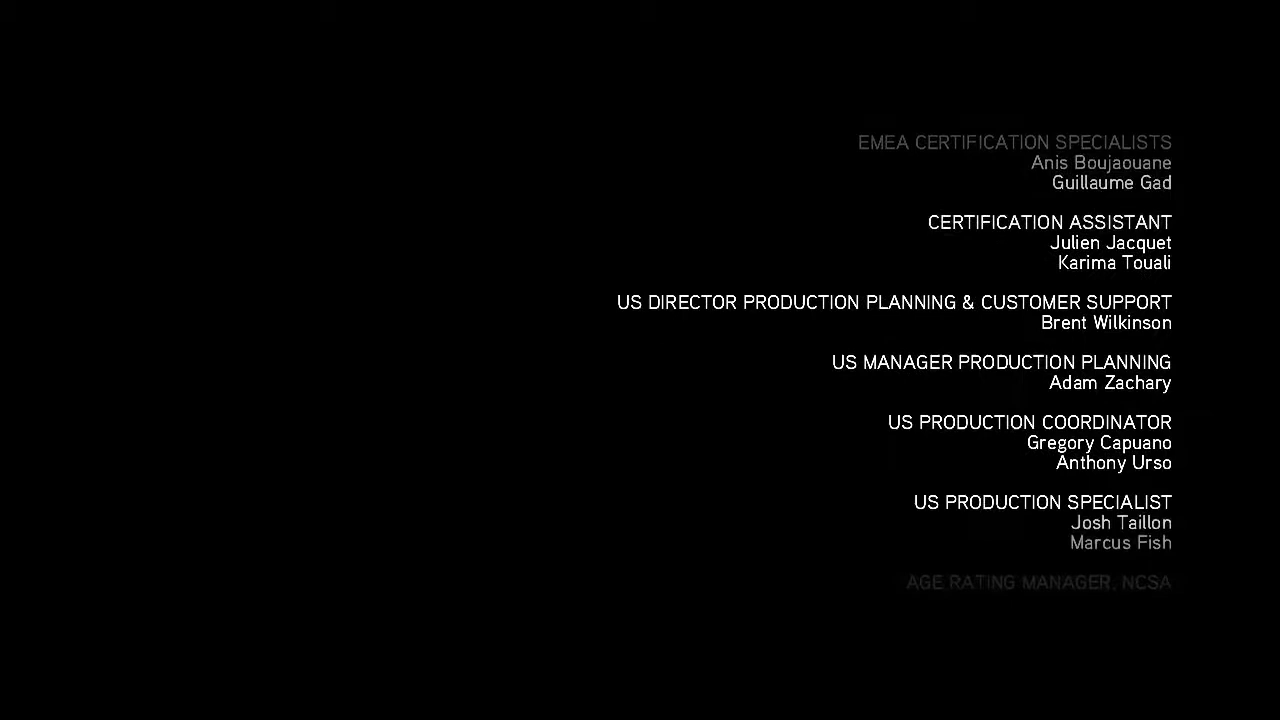 EMEA CERTIFICATION SPECIALISTS
Anis Boujaouane
Guillaume Gad
CERTIFICATION ASSISTANT
Julien Jacquet
Karima Touali
US DIRECTOR PRODUCTION PLANNING & CUSTOMER SUPPORT
Brent Wilkinson
US MANAGER PRODUCTION PLANNING
Adam Zachary
US PRODUCTION COORDINATOR
Gregory Capuano
Anthony Urso
US PRODUCTION SPECIALIST
Josh Taillon
Marcus Fish
AGE RATING MANAGER, NCSA